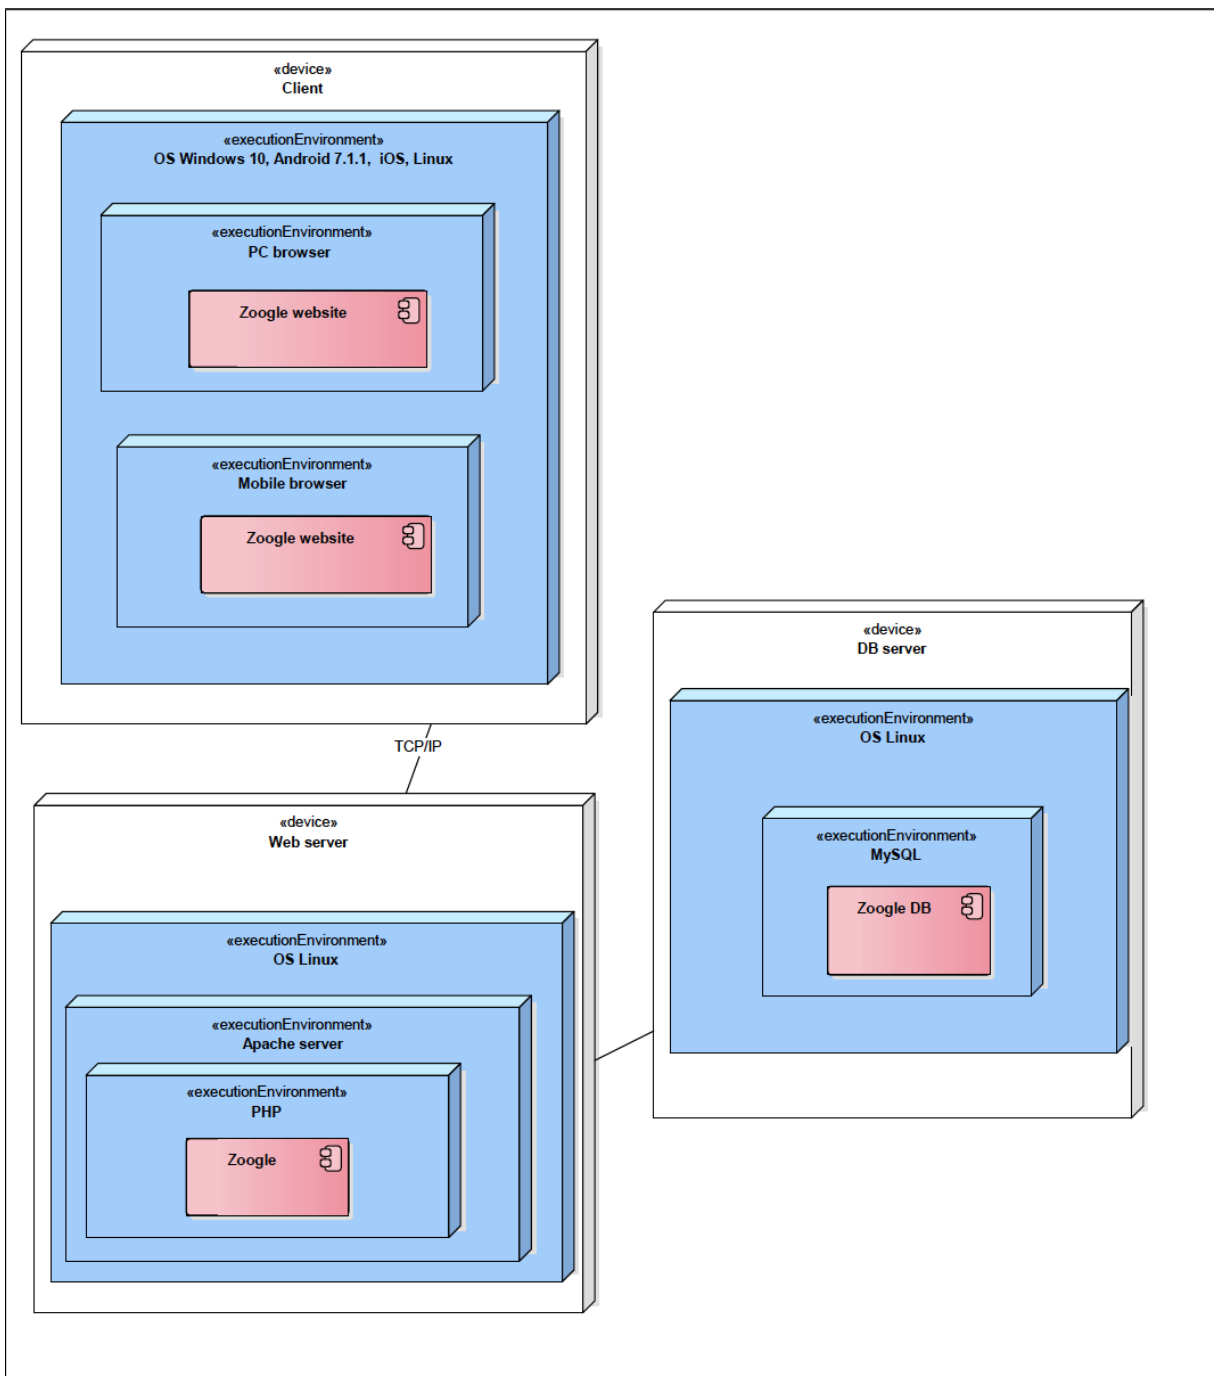 «device»
Client
«executionEnvironment»
OS Windows 10, Android 7.1.1, iOS, Linux
«executionEnvironment»
PC browser
Zoogle website
«executionEnvironment»
Mobile browser
Zoogle website
TCP/IP
«device»
Web server
«executionEnvironment»
OS Linux
«executionEnvironment»
Apache server
«executionEnvironment»
PHP
Zoogle
«device»
DB server
«executionEnvironment»
OS Linux
«executionEnvironment»
MySQL
Zoogle DB